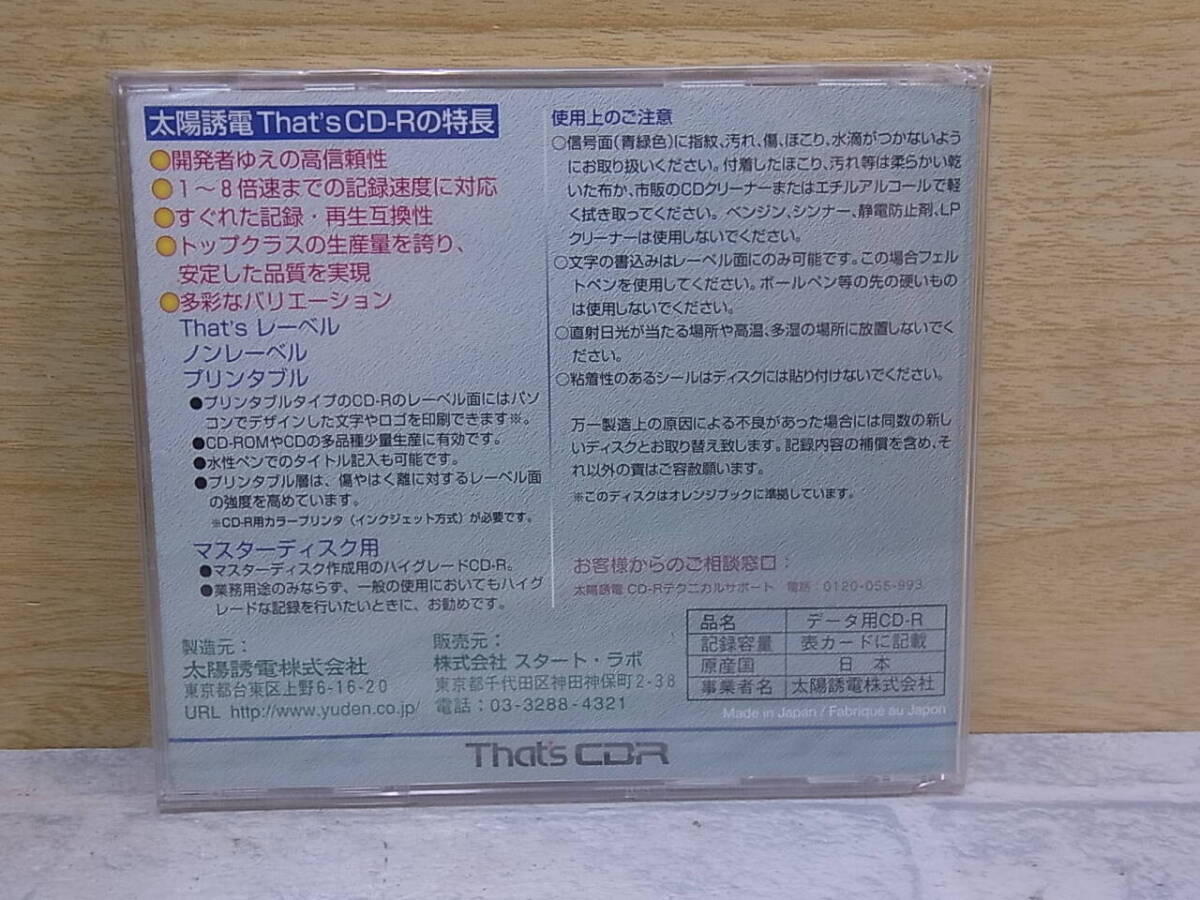 太陽誘電 That's CD-Rの特長
●開発者ゆえの高信頼性
●1～8倍速までの記録速度に対応
●すぐれた記録・再生互換性
●トップクラスの生産量を誇り、
安定した品質を実現
●多彩なバリエーション
That's レーベル
ノンレーベル
プリンタブル
●プリンタブルタイプのCD-Rのレーベル面にはパソ
コンでデザインした文字やロゴを印刷できます※。
●CD-ROMやCDの多品種少量生産に有効です。
●水性ペンでのタイトル記入も可能です。
●プリンタブル層は、傷やはく離に対するレーベル面
の強度を高めています。
※CD-R用カラープリンタ（インクジェット方式）が必要です。
マスターディスク用
●マスターディスク作成用のハイグレードCD-R。
●業務用途のみならず、一般の使用においてもハイグ
レードな記録を行いたいときに、お勧めです。
製造元：
太陽誘電株式会社
東京都台東区上野6-16-20
URL http://www.yuden.co.jp/
販売元：
株式会社 スタート・ラボ
東京都千代田区神田神保町2-38
電話：03-3288-4321
使用上のご注意
○信号面(青緑色)に指紋、汚れ、傷、ほこり、水滴がつかないよう
にお取り扱いください。付着したほこり、汚れ等は柔らかい乾
いた布か、市販のCDクリーナーまたはエチルアルコールで軽
く拭き取ってください。ベンジン、シンナー、静電防止剤、LP
クリーナーは使用しないでください。
○文字の書込みはレーベル面にのみ可能です。この場合フェル
トペンを使用してください。ボールペン等の先の硬いもの
は使用しないでください。
○直射日光が当たる場所や高温、多湿の場所に放置しないでく
ださい。
○粘着性のあるシールはディスクには貼り付けないでください。
万一製造上の原因による不良があった場合には同数の新し
いディスクとお取り替え致します。記録内容の補償を含め、そ
れ以外の責はご容赦願います。
※このディスクはオレンジブックに準拠しています。
お客様からのご相談窓口：
太陽誘電 CD-Rテクニカルサポート 電話：0120-055-993
品名 データ用CD-R
記録容量 表カードに記載
原産国 日本
事業者名 太陽誘電株式会社
Made in Japan / Fabriqué au Japon
That's CD-R